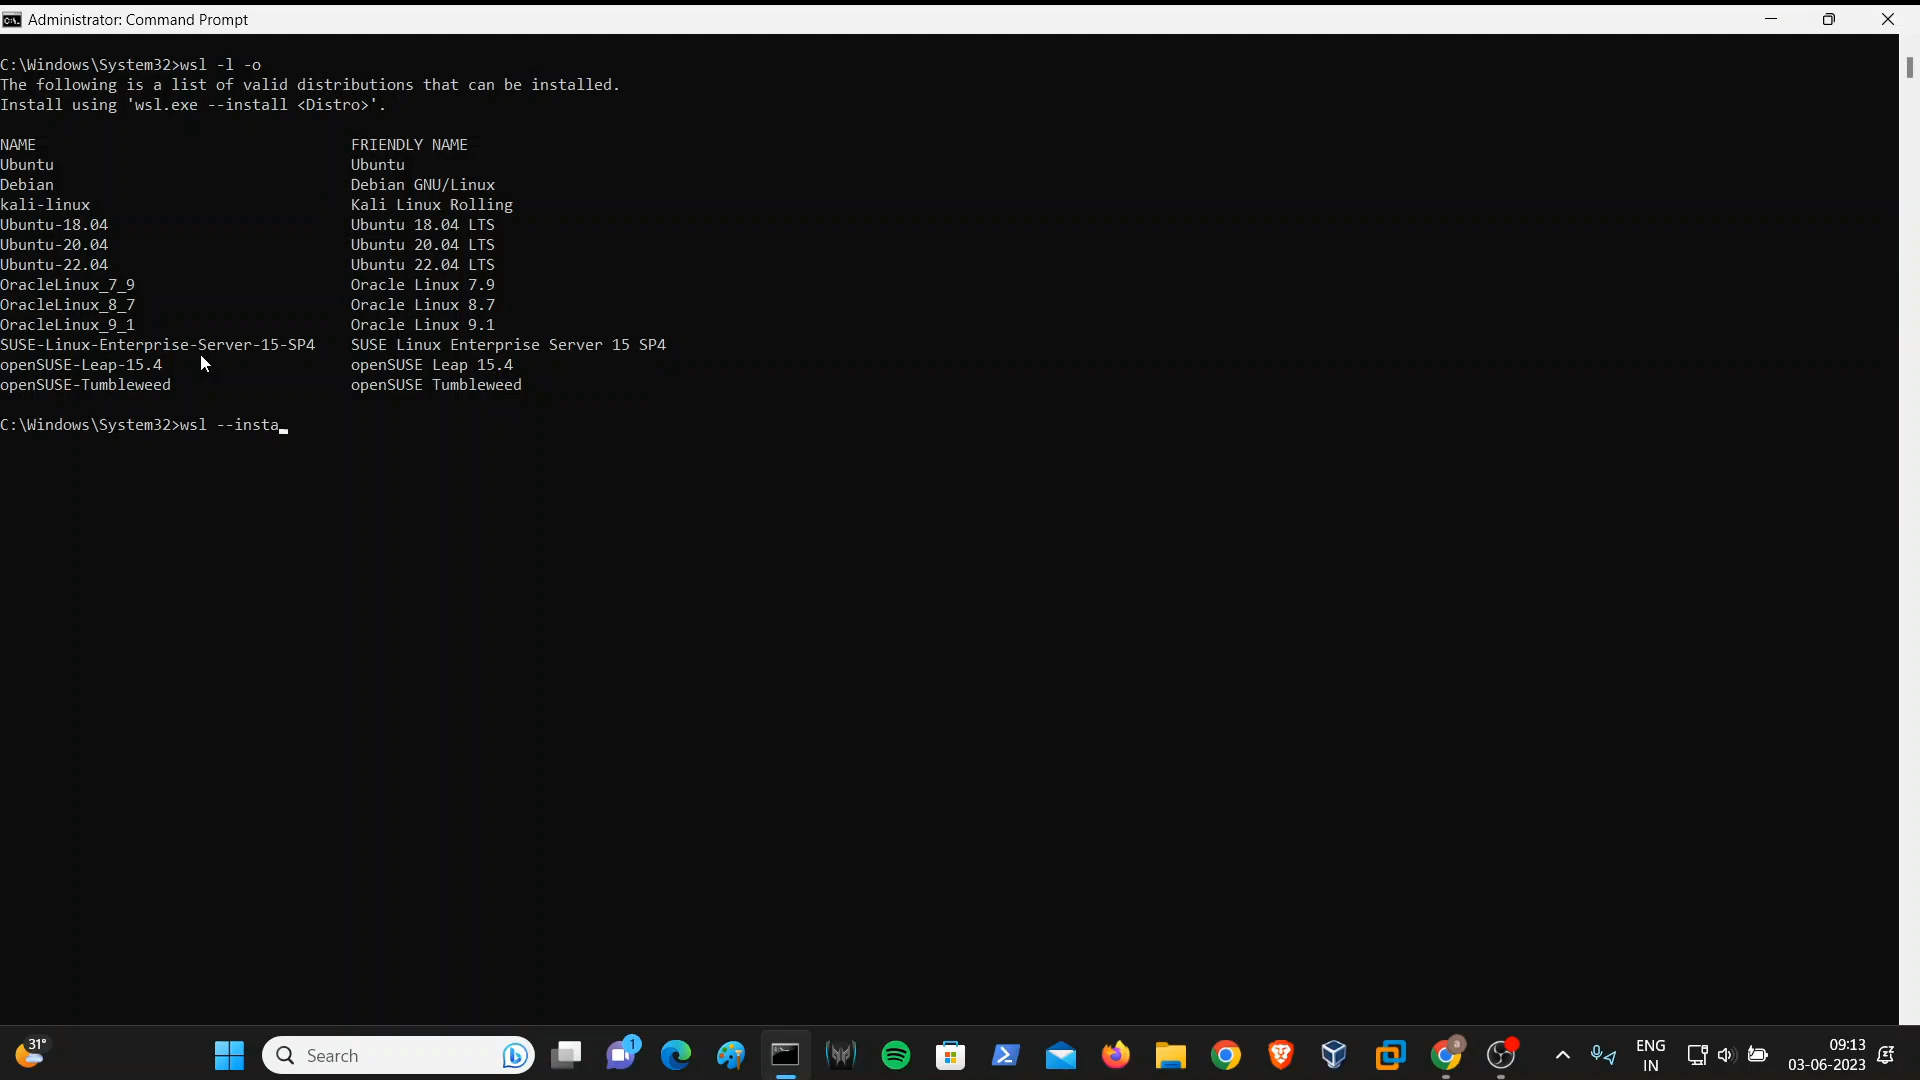 Administrator: Command Prompt
C:\Windows\System32>wsl -l -o
The following is a list of valid distributions that can be installed.
Install using 'wsl.exe --install <Distro>'.
NAME FRIENDLY NAME
Ubuntu Ubuntu
Debian Debian GNU/Linux
kali-linux Kali Linux Rolling
Ubuntu-18.04 Ubuntu 18.04 LTS
Ubuntu-20.04 Ubuntu 20.04 LTS
Ubuntu-22.04 Ubuntu 22.04 LTS
OracleLinux_7_9 Oracle Linux 7.9
OracleLinux_8_7 Oracle Linux 8.7
OracleLinux_9_1 Oracle Linux 9.1
SUSE-Linux-Enterprise-Server-15-SP4 SUSE Linux Enterprise Server 15 SP4
openSUSE-Leap-15.4 openSUSE Leap 15.4
openSUSE-Tumbleweed openSUSE Tumbleweed
C:\Windows\System32>wsl --insta_
31°
Search
1
a
ENG
IN
09:13
03-06-2023